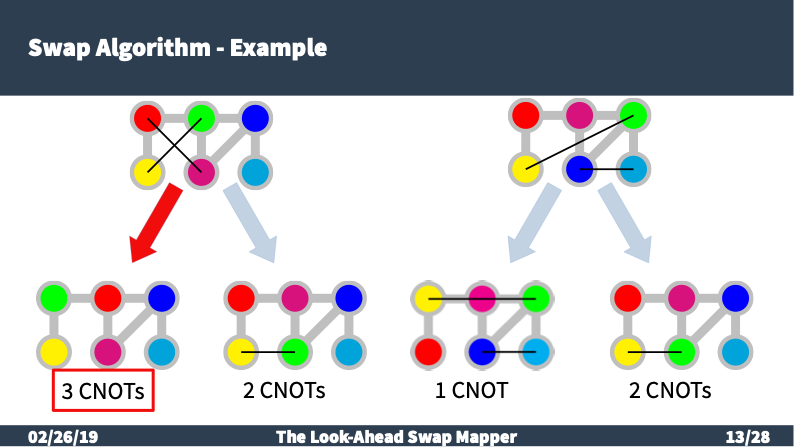 Swap Algorithm - Example
3 CNOTs
2 CNOTs
1 CNOT
2 CNOTs
02/26/19
The Look-Ahead Swap Mapper
13/28